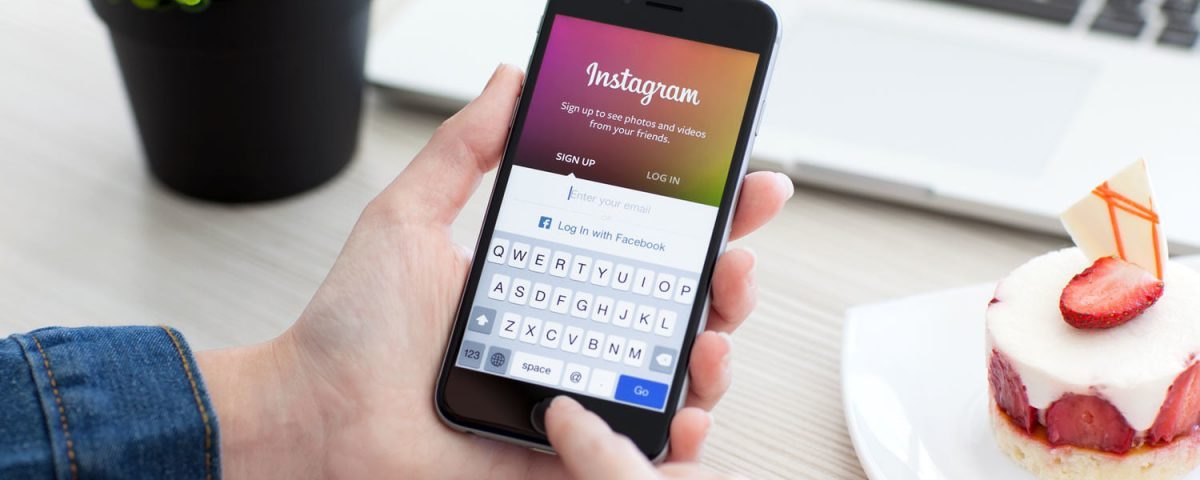 Instagram
Sign up to see photos and videos
from your friends.
SIGN UP
LOG IN
Enter your email
OR
f Log In with Facebook
Q W E R T Y U I O P
A S D F G H J K L
Z X C V B N M
123 space @ . Go